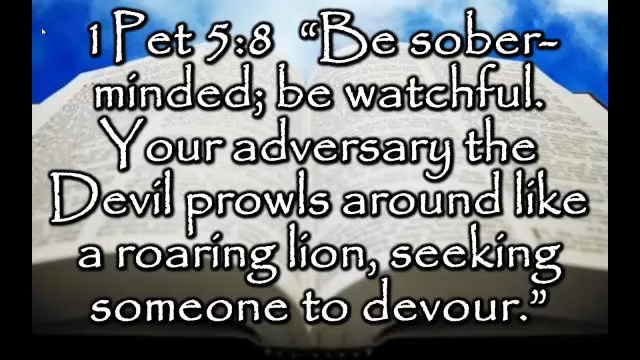 1 Pet 5:8 “Be sober-
minded; be watchful.
Your adversary the
Devil prowls around like
a roaring lion, seeking
someone to devour.”